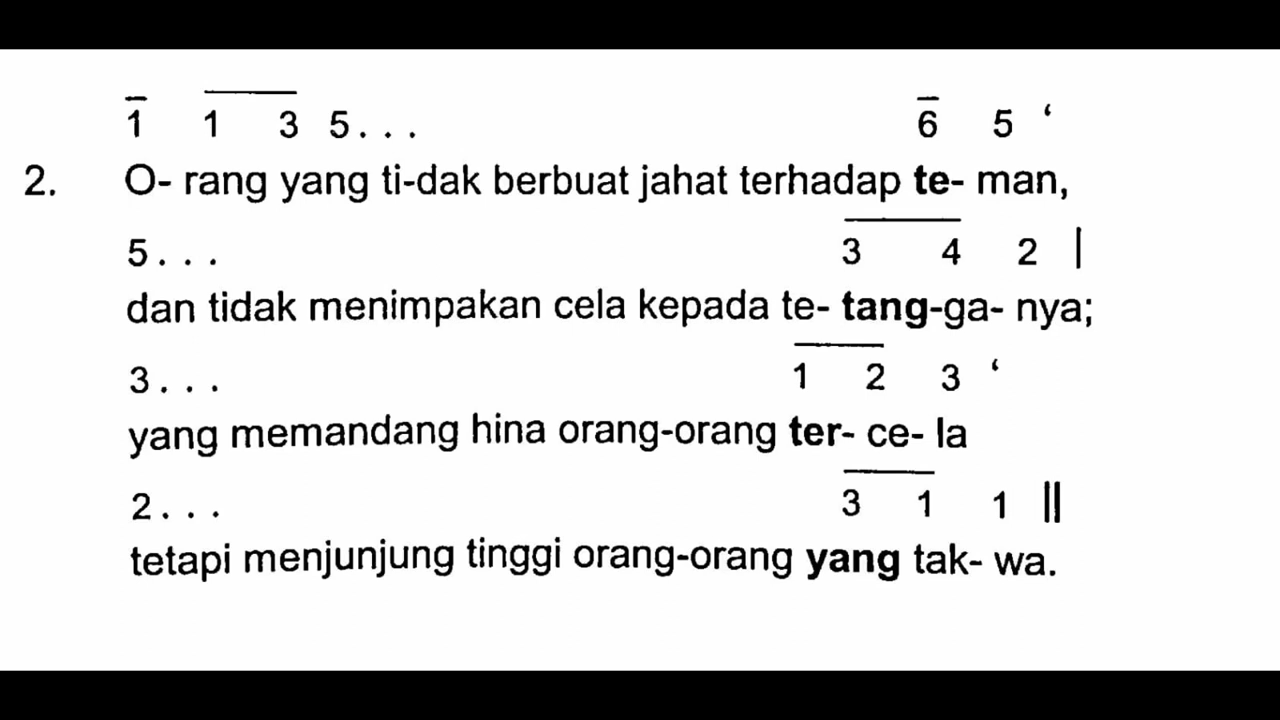 1 1 3 5 . . . 6 5 ‘
2. O- rang yang ti-dak berbuat jahat terhadap te- man,
5 . . . 3 4 2 |
dan tidak menimpakan cela kepada te- tang-ga- nya;
3 . . . 1 2 3 ‘
yang memandang hina orang-orang ter- ce- la
2 . . . 3 1 1 ||
tetapi menjunjung tinggi orang-orang yang tak- wa.